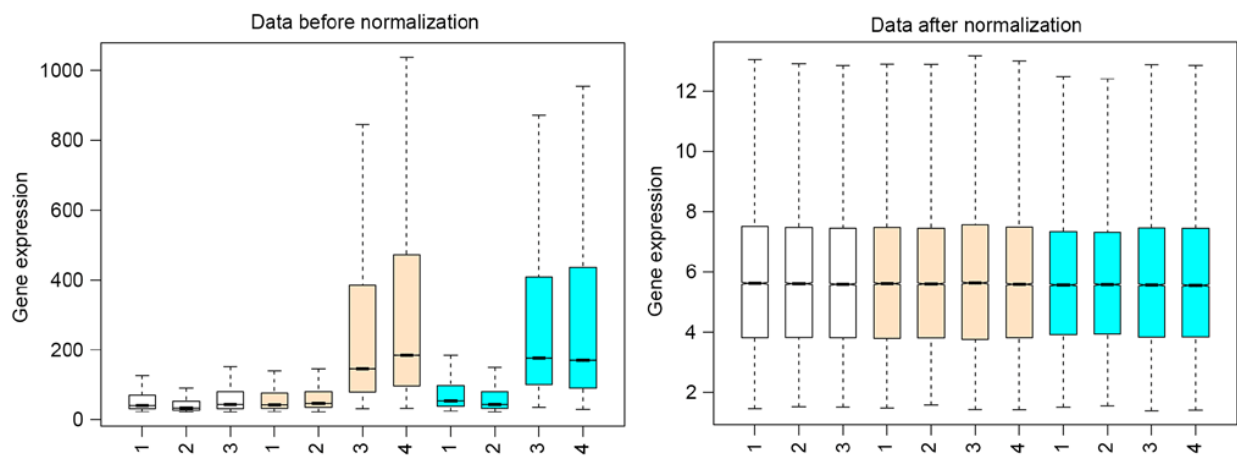 Data before normalization
Gene expression
1000
800
600
400
200
0
1 2 3 1 2 3 4 1 2 3 4
Data after normalization
Gene expression
12
10
8
6
4
2
1 2 3 1 2 3 4 1 2 3 4